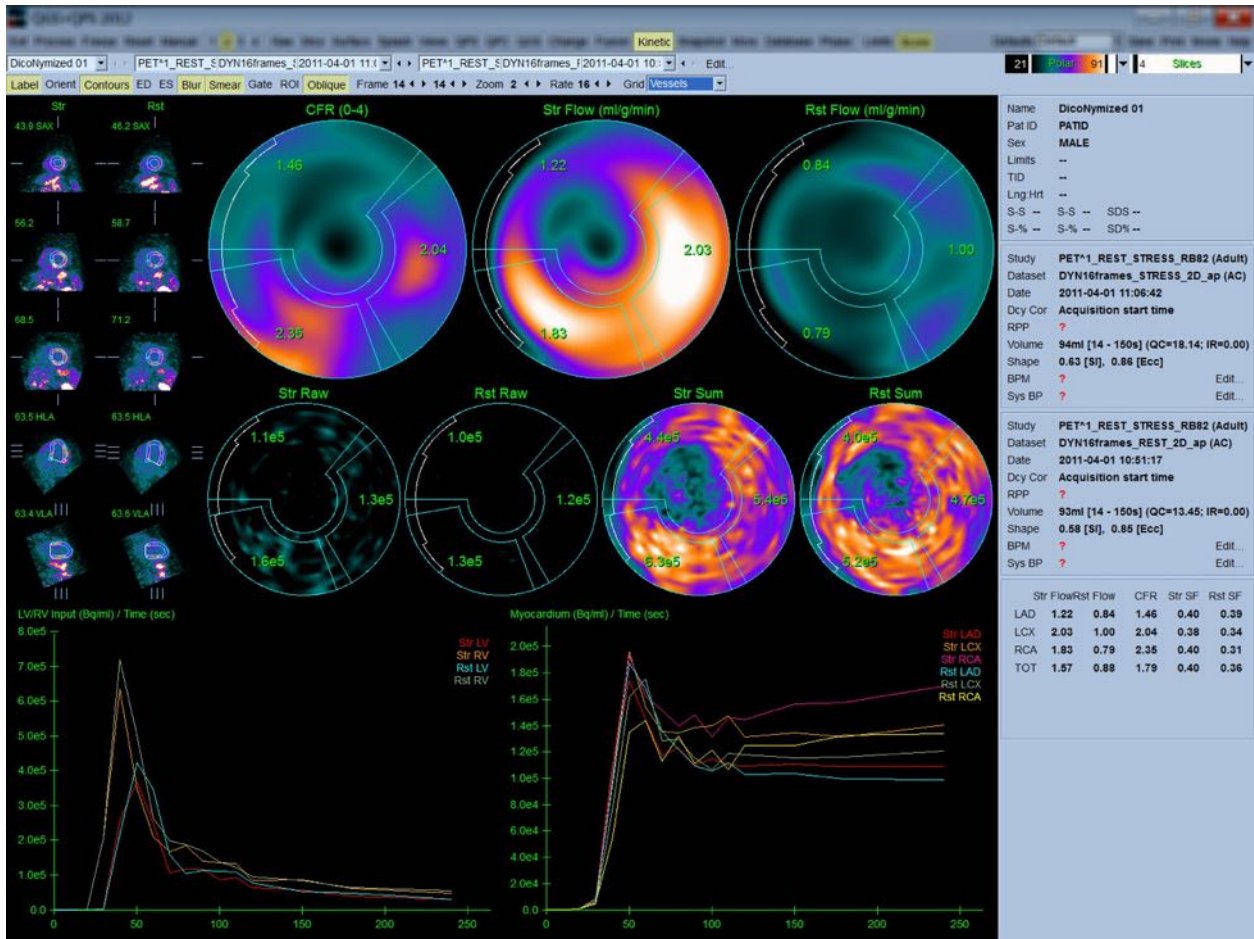 QGS+QPS 2012
Kinetic
DicoNymized 01 PET^1_REST_S DYN16frames_S 2011-04-01 11:( PET^1_REST_S DYN16frames_F 2011-04-01 10: Edit...
21 Polar 91 4 Slices
Label Orient Contours ED ES Blur Smear Gate ROI Oblique Frame 14 14 Zoom 2 Rate 16 Grid Vessels
Str Rst
43.9 SAX 46.2 SAX
56.2 58.7
68.5 71.2
63.5 HLA 63.5 HLA
63.4 VLA 63.6 VLA
CFR (0-4)
1.46
2.04
2.35
Str Flow (ml/g/min)
1.22
2.03
1.83
Rst Flow (ml/g/min)
0.84
1.00
0.79
Str Raw
1.1e5
1.3e5
1.6e5
Rst Raw
1.0e5
1.2e5
1.3e5
Str Sum
4.4e5
5.4e5
6.3e5
Rst Sum
4.0e5
4.7e5
5.2e5
LV/RV Input (Bq/ml) / Time (sec)
8.0e5
7.0e5
6.0e5
5.0e5
4.0e5
3.0e5
2.0e5
1.0e5
0.0
0 50 100 150 200 250
Str LV
Str RV
Rst LV
Rst RV
Myocardium (Bq/ml) / Time (sec)
2.0e5
1.8e5
1.6e5
1.4e5
1.2e5
1.0e5
8.0e4
6.0e4
4.0e4
2.0e4
0.0
0 50 100 150 200 250
Str LAD
Str LCX
Str RCA
Rst LAD
Rst LCX
Rst RCA
Name DicoNymized 01
Pat ID PATID
Sex MALE
Limits --
TID --
Lng:Hrt --
S-S -- S-S -- SDS --
S-% -- S-% -- SD% --
Study PET^1_REST_STRESS_RB82 (Adult)
Dataset DYN16frames_STRESS_2D_ap (AC)
Date 2011-04-01 11:06:42
Dcy Cor Acquisition start time
RPP ?
Volume 94ml [14 - 150s] (QC=18.14; IR=0.00)
Shape 0.63 [SI], 0.86 [Ecc]
BPM ? Edit...
Sys BP ? Edit...
Study PET^1_REST_STRESS_RB82 (Adult)
Dataset DYN16frames_REST_2D_ap (AC)
Date 2011-04-01 10:51:17
Dcy Cor Acquisition start time
RPP ?
Volume 93ml [14 - 150s] (QC=13.45; IR=0.00)
Shape 0.58 [SI], 0.85 [Ecc]
BPM ? Edit...
Sys BP ? Edit...
Str Flow Rst Flow CFR Str SF Rst SF
LAD 1.22 0.84 1.46 0.40 0.39
LCX 2.03 1.00 2.04 0.38 0.34
RCA 1.83 0.79 2.35 0.40 0.31
TOT 1.57 0.88 1.79 0.40 0.36